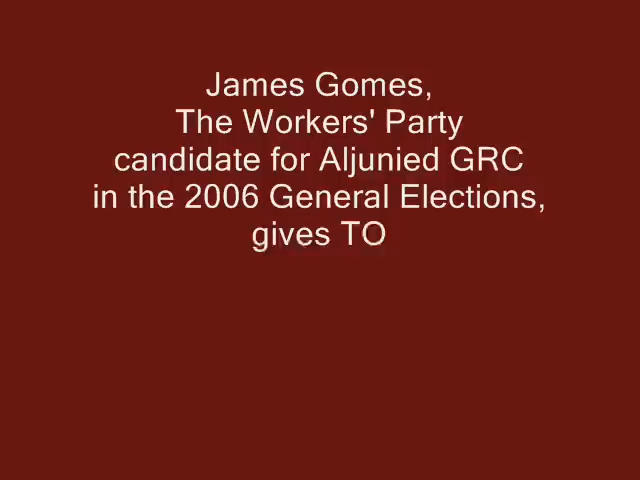 James Gomes,
The Workers' Party
candidate for Aljunied GRC
in the 2006 General Elections,
gives TO